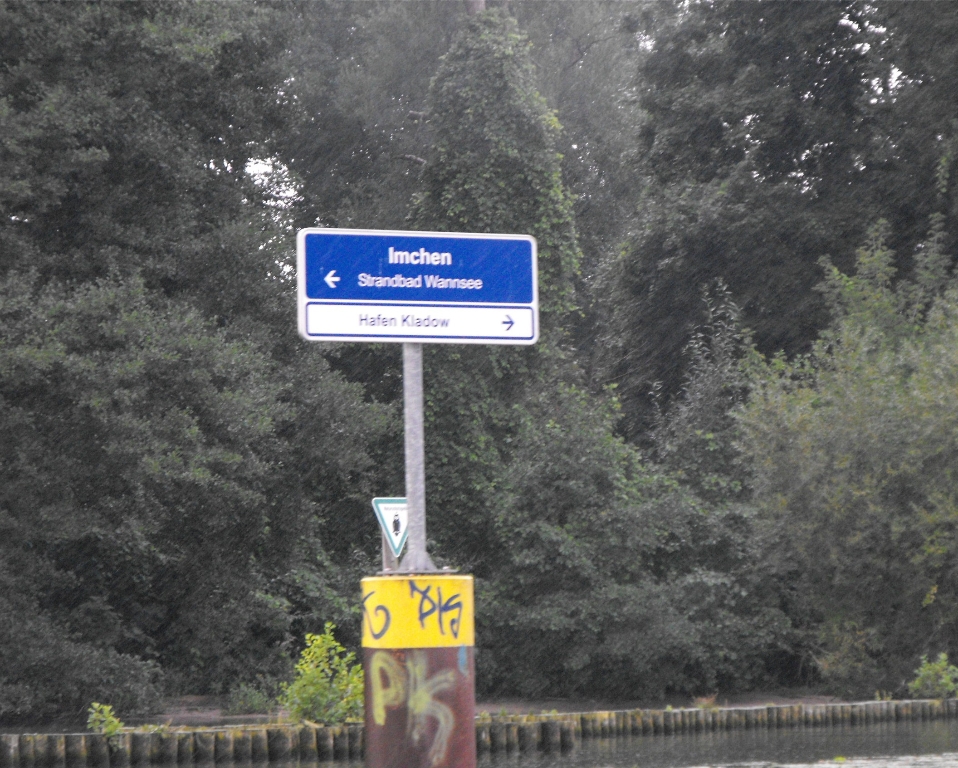 Imchen
Strandbad Wannsee
Hafen Kladow